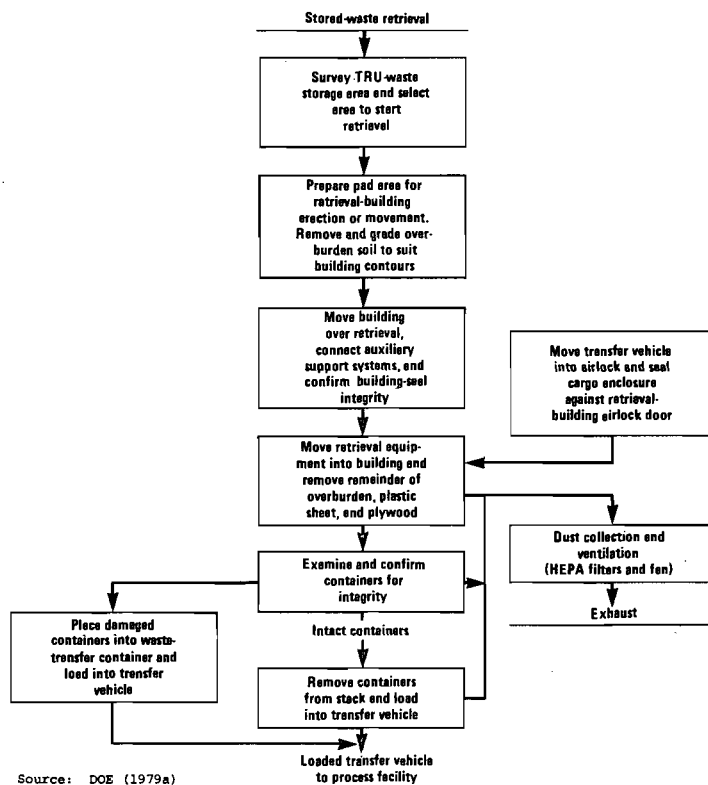 Stored-waste retrieval
Survey TRU-waste
storage area end select
area to start
retrieval
Prepare pad area for
retrieval-building
erection or movement.
Remove and grade over-
burden soil to suit
building contours
Move building
over retrieval,
connect auxiliary
support systems, end
confirm building-seal
integrity
Move transfer vehicle
into airlock and seal
cargo enclosure
against retrieval-
building airlock door
Move retrieval equip-
ment into building and
remove remainder of
overburden, plastic
sheet, end plywood
Dust collection end
ventilation
(HEPA filters and fen)
Exhaust
Examine and confirm
containers for
integrity
Intact containers
Place damaged
containers into waste-
transfer container and
load into transfer
vehicle
Remove containers
from stack end load
into transfer vehicle
Loaded transfer vehicle
to process facility
Source: DOE (1979a)